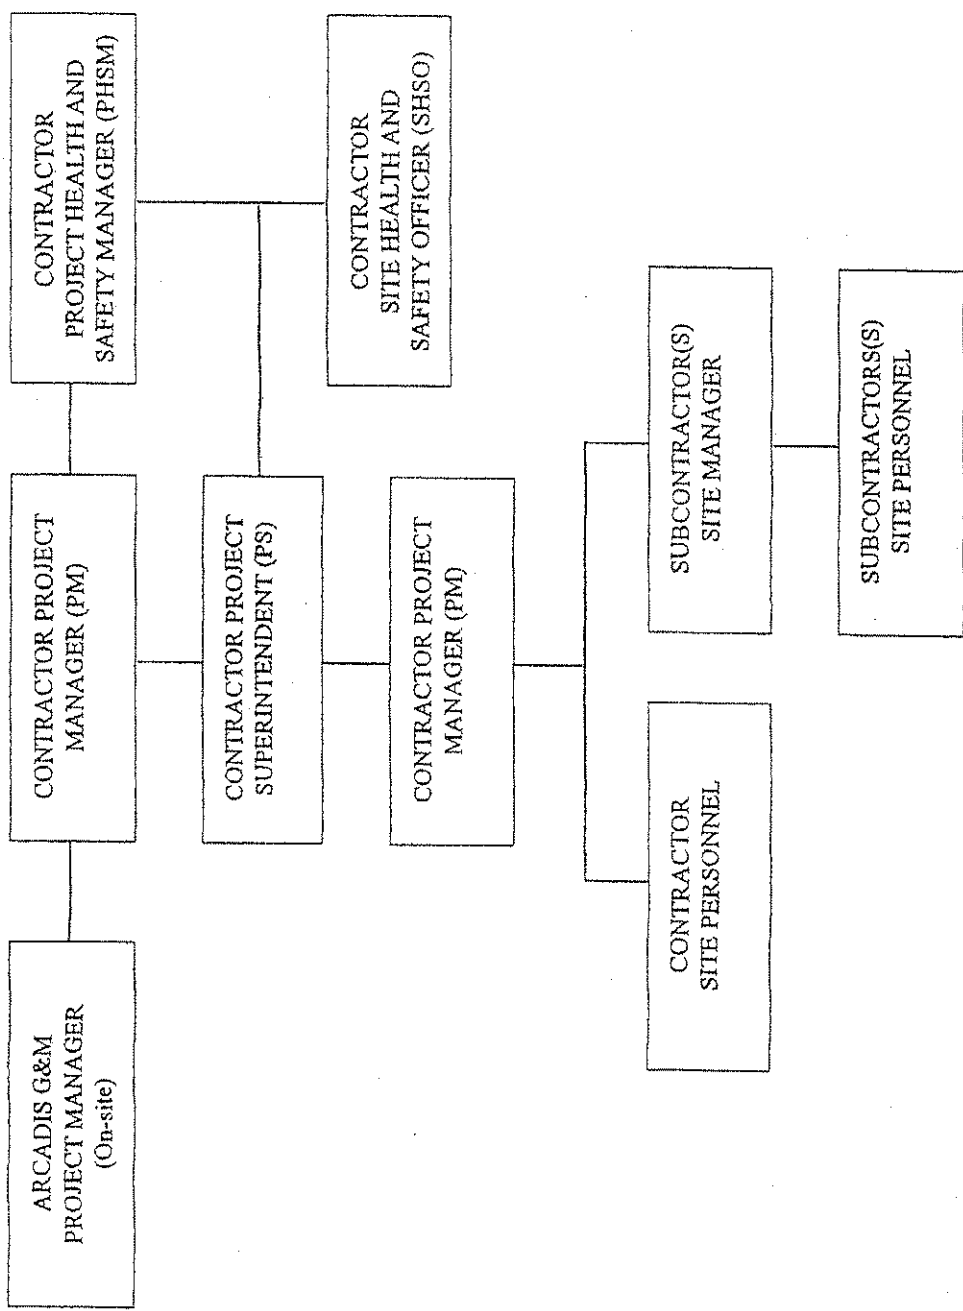 ARCADIS G&M
PROJECT MANAGER
(On-site)
CONTRACTOR PROJECT
MANAGER (PM)
CONTRACTOR
PROJECT HEALTH AND
SAFETY MANAGER (PHSM)
CONTRACTOR PROJECT
SUPERINTENDENT (PS)
CONTRACTOR
SITE HEALTH AND
SAFETY OFFICER (SHSO)
CONTRACTOR PROJECT
MANAGER (PM)
CONTRACTOR
SITE PERSONNEL
SUBCONTRACTOR(S)
SITE MANAGER
SUBCONTRACTORS(S)
SITE PERSONNEL